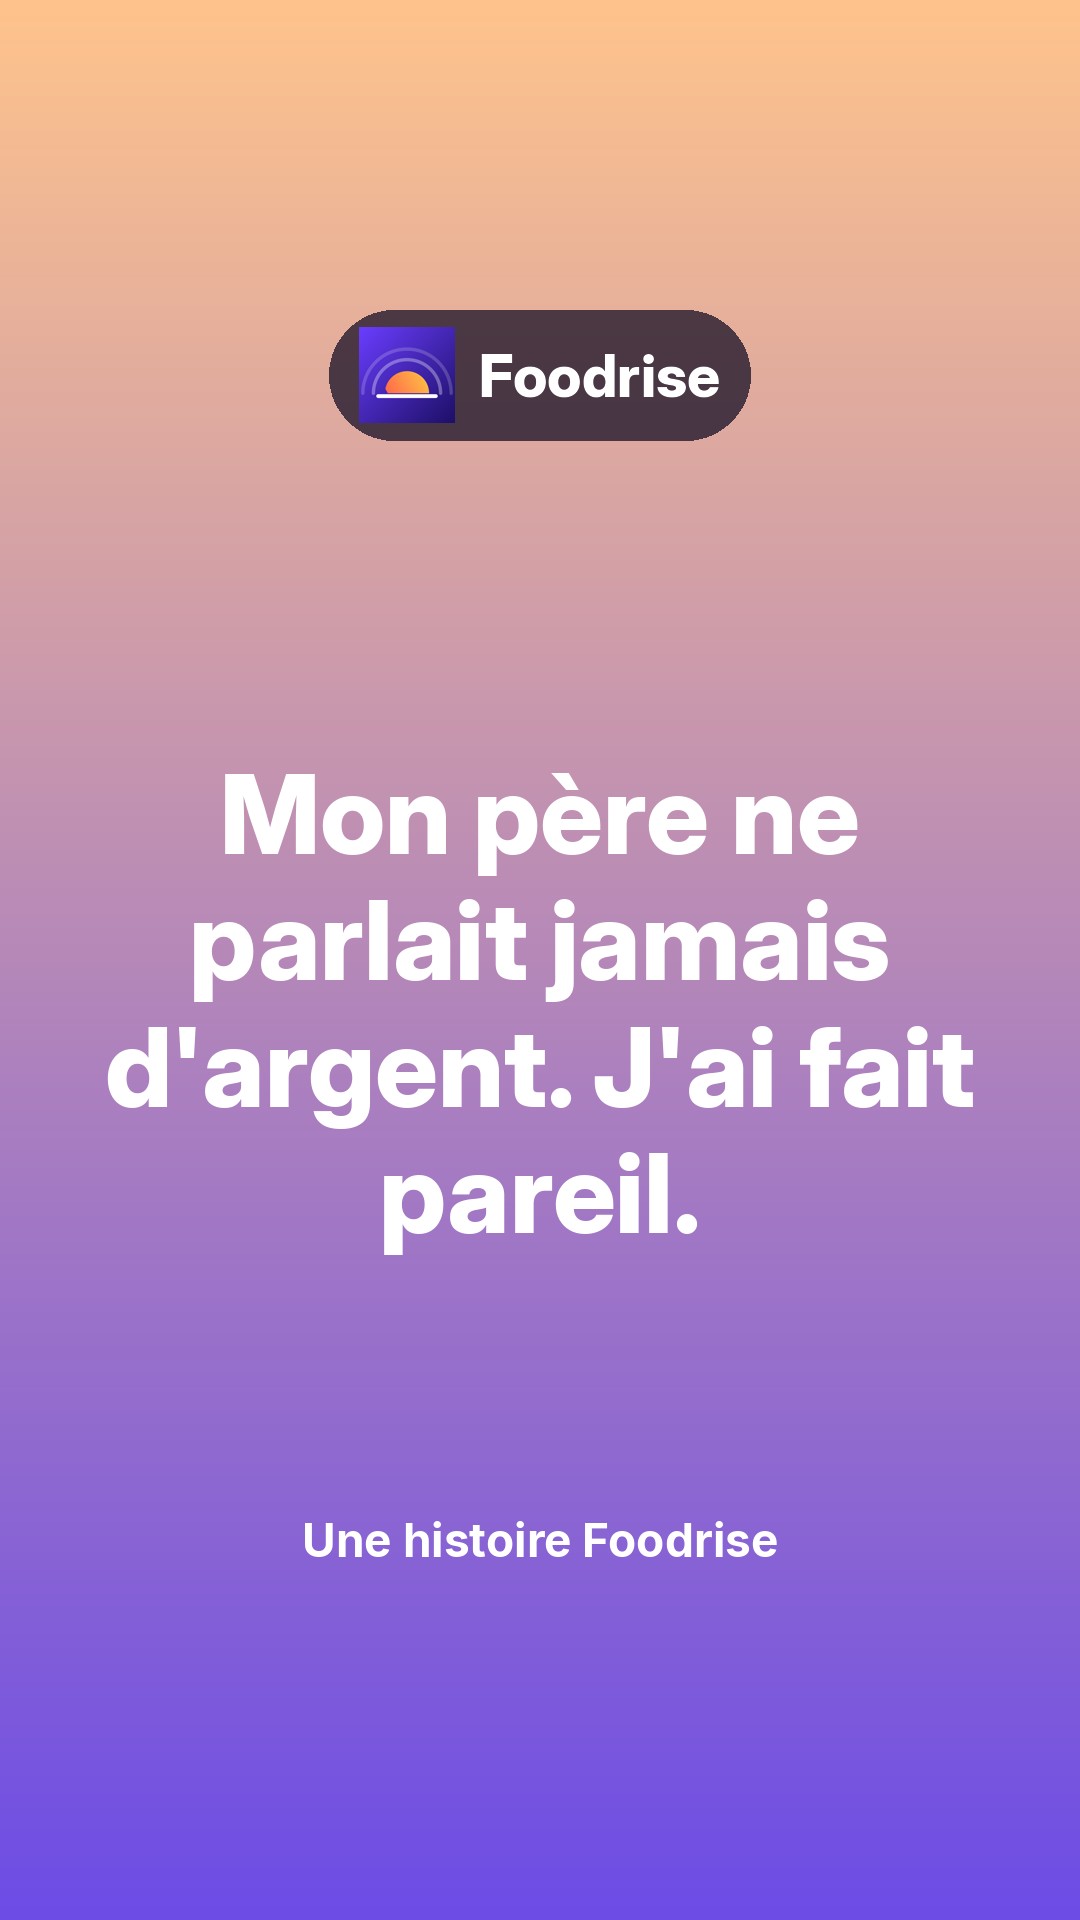 Foodrise
Mon père ne
parlait jamais
d'argent. J'ai fait
pareil.
Une histoire Foodrise